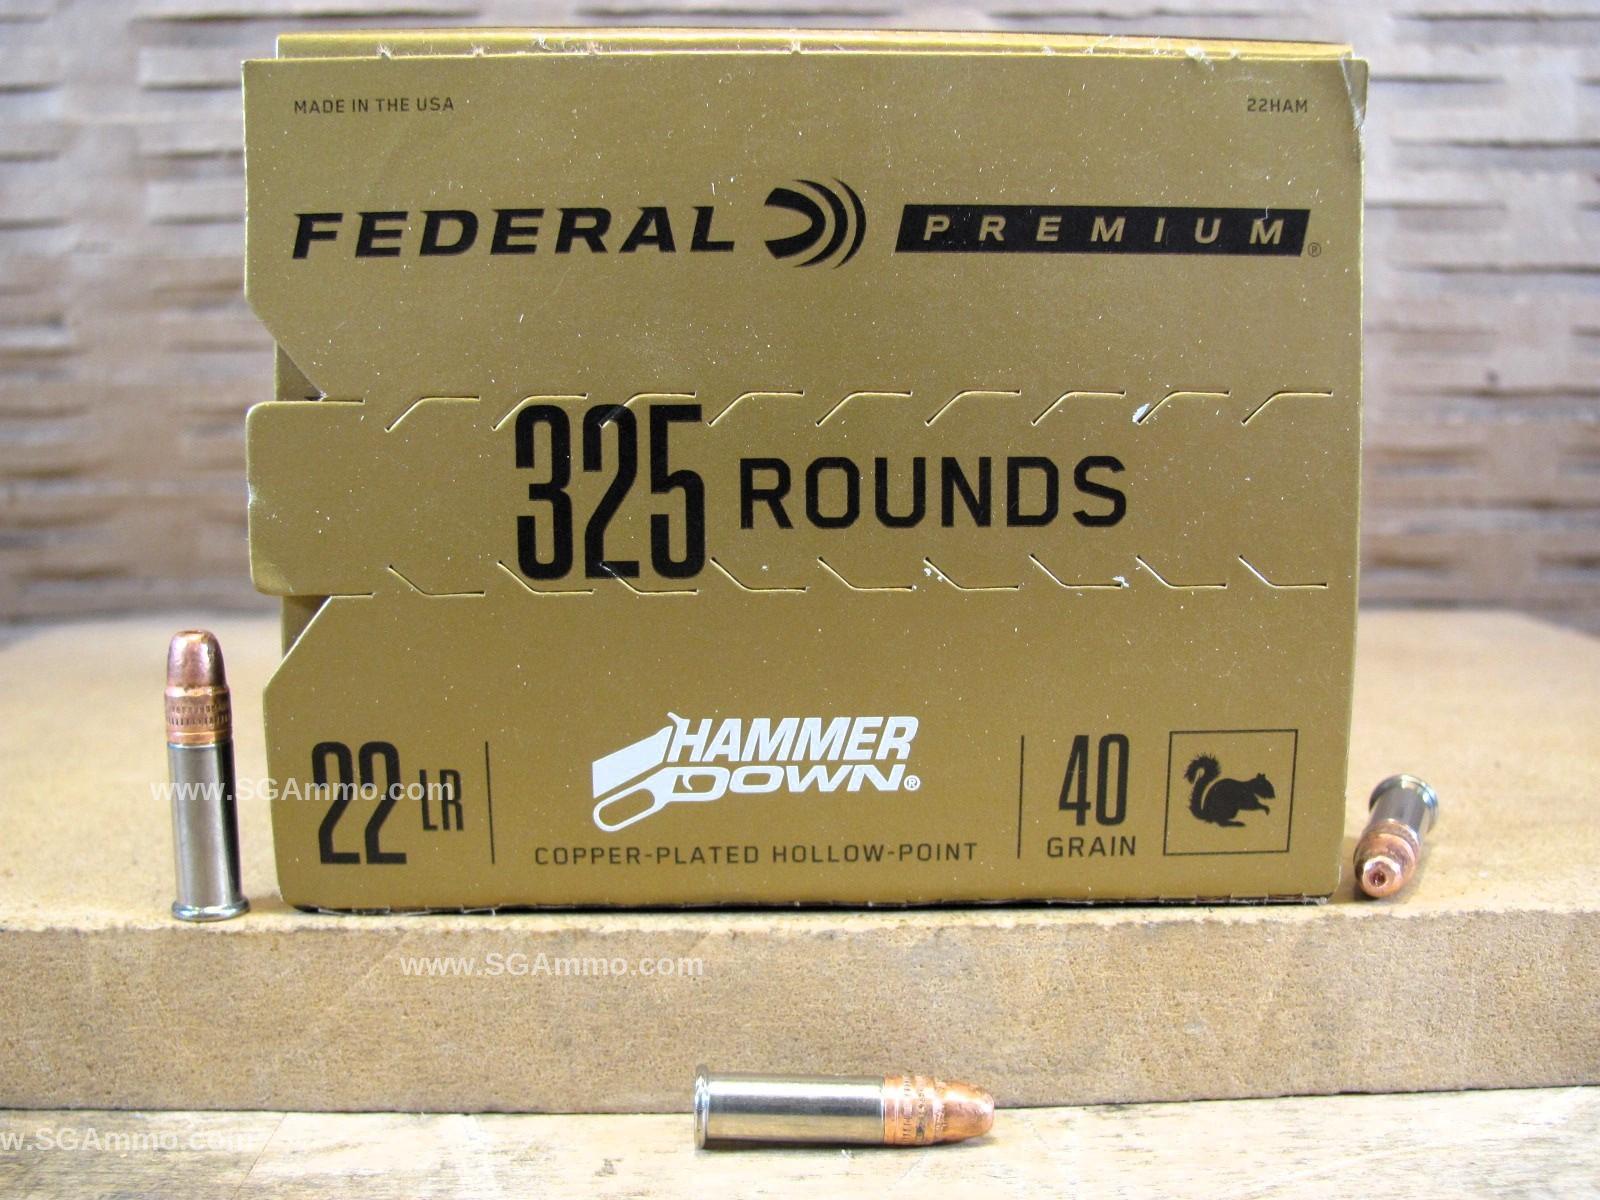 MADE IN THE USA 22HAM
FEDERAL PREMIUM®
325 ROUNDS
HAMMER
DOWN®
22 LR
40
GRAIN
COPPER-PLATED HOLLOW-POINT
www.SGAmmo.com
www.SGAmmo.com
w.SGAmmo.com